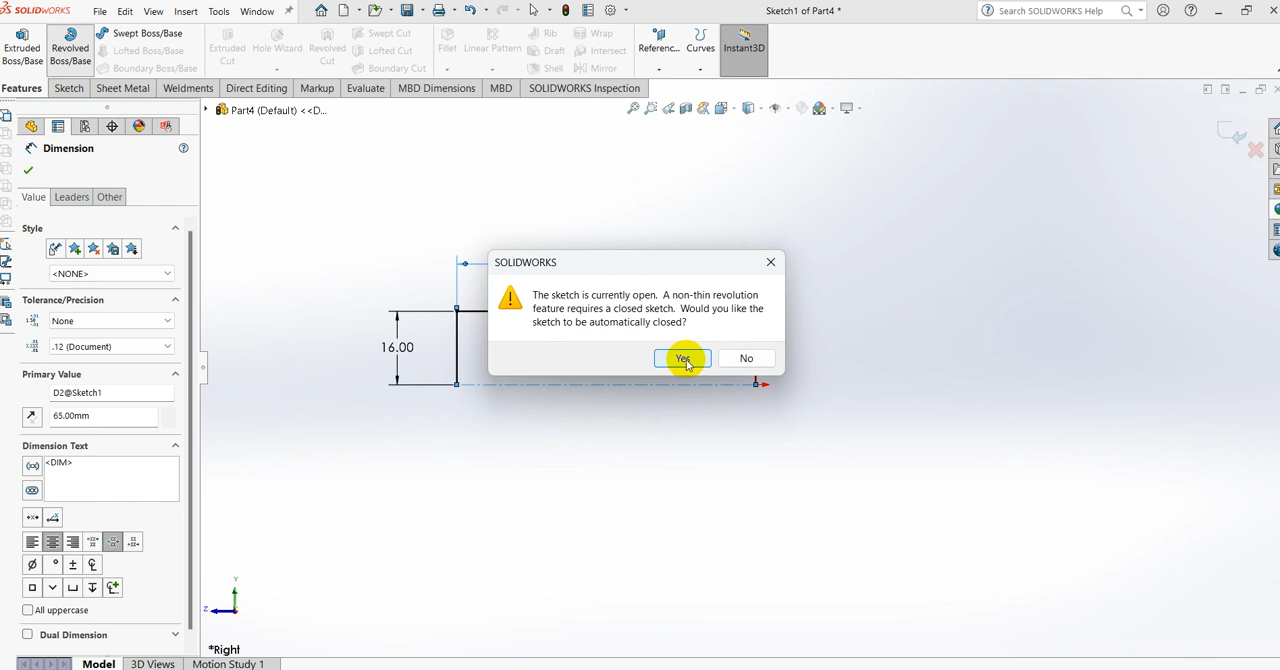 SOLIDWORKS
File
Edit
View
Insert
Tools
Window
Sketch1 of Part4 *
Search SOLIDWORKS Help
Extruded Boss/Base
Revolved Boss/Base
Swept Boss/Base
Lofted Boss/Base
Boundary Boss/Base
Extruded Cut
Hole Wizard
Revolved Cut
Swept Cut
Lofted Cut
Boundary Cut
Fillet
Linear Pattern
Rib
Draft
Shell
Wrap
Intersect
Mirror
Referenc...
Curves
Instant3D
Features
Sketch
Sheet Metal
Weldments
Direct Editing
Markup
Evaluate
MBD Dimensions
MBD
SOLIDWORKS Inspection
Part4 (Default) <<D...
Dimension
Value
Leaders
Other
Style
<NONE>
Tolerance/Precision
None
.12 (Document)
Primary Value
D2@Sketch1
65.00mm
Dimension Text
<DIM>
All uppercase
Dual Dimension
16.00
SOLIDWORKS
The sketch is currently open. A non-thin revolution
feature requires a closed sketch. Would you like the
sketch to be automatically closed?
Yes
No
Y
Z
*Right
Model
3D Views
Motion Study 1